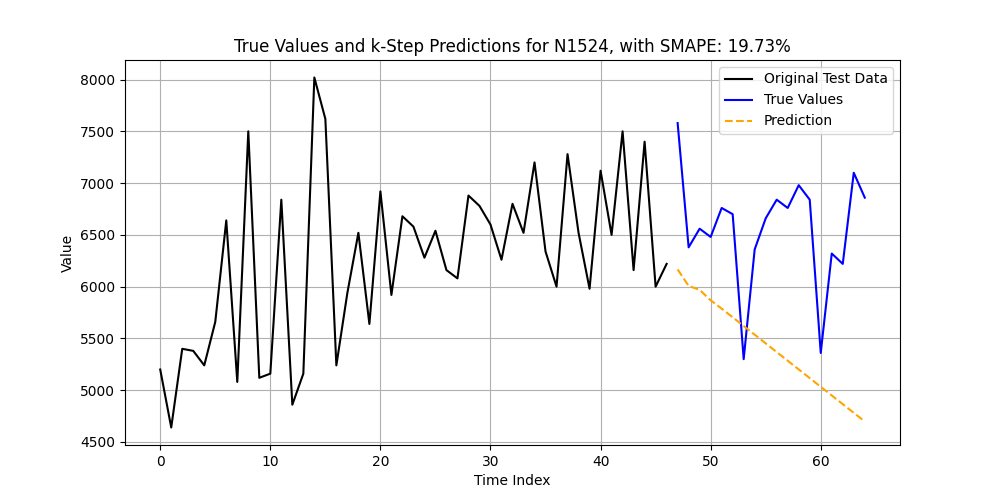 True Values and k-Step Predictions for N1524, with SMAPE: 19.73%
Original Test Data
True Values
Prediction
8000
7500
7000
6500
6000
5500
5000
4500
Value
0 10 20 30 40 50 60
Time Index